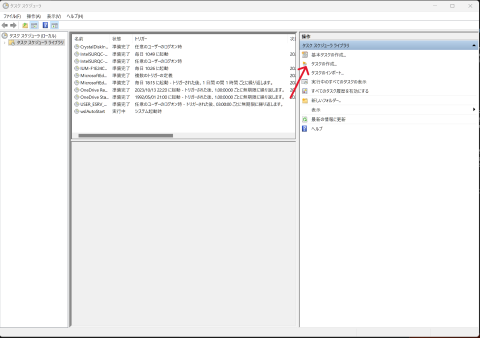 タスク スケジューラ
ファイル(F) 操作(A) 表示(V) ヘルプ(H)
タスク スケジューラ (ローカル)
タスク スケジューラ ライブラリ
名前 状態 トリガー 次
CrystalDiskIn... 準備完了 任意のユーザーのログオン時
IntelSURQC-... 準備完了 毎日 10:49 に起動 20
IntelSURQC-... 準備完了 任意のユーザーのログオン時
準備完了 毎日 10:26 に起動 20
MicrosoftEd... 準備完了 複数のトリガーの定義 20
MicrosoftEd... 準備完了 毎日 18:15 に起動 - トリガーされた後、1 日間 の間 1 時間 ごとに繰り返します。 20
OneDrive Re... 準備完了 2023/10/13 22:20 に起動 - トリガーされた後、1.00:00:00 ごとに無期限に繰り返します。 20
OneDrive Sta... 準備完了 1992/05/01 21:00 に起動 - トリガーされた後、1.00:00:00 ごとに無期限に繰り返します。 20
USER_ESRV_... 準備完了 任意のユーザーのログオン時 - トリガーされた後、03:00:00 ごとに無期限に繰り返します。
wslAutoStart 実行中 システム起動時
操作
タスク スケジューラ ライブラリ
基本タスクの作成...
タスクの作成...
タスクのインポート...
実行中のすべてのタスクの表示
すべてのタスク履歴を有効にする
新しいフォルダー...
表示
最新の情報に更新
ヘルプ